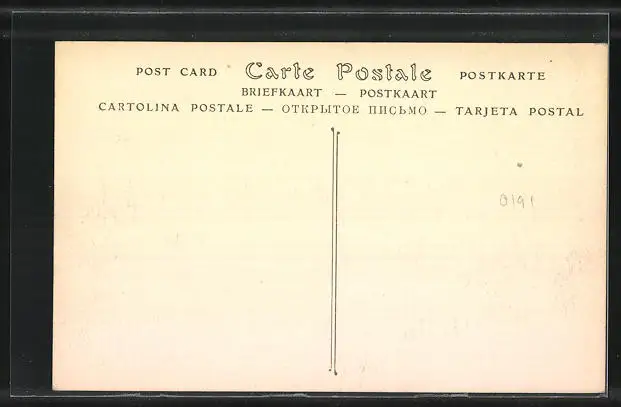 POST CARD Carte Postale POSTKARTE
BRIEFKAART — POSTKAART
CARTOLINA POSTALE — ОТКРЫТОЕ ПИСЬМО — TARJETA POSTAL
0191